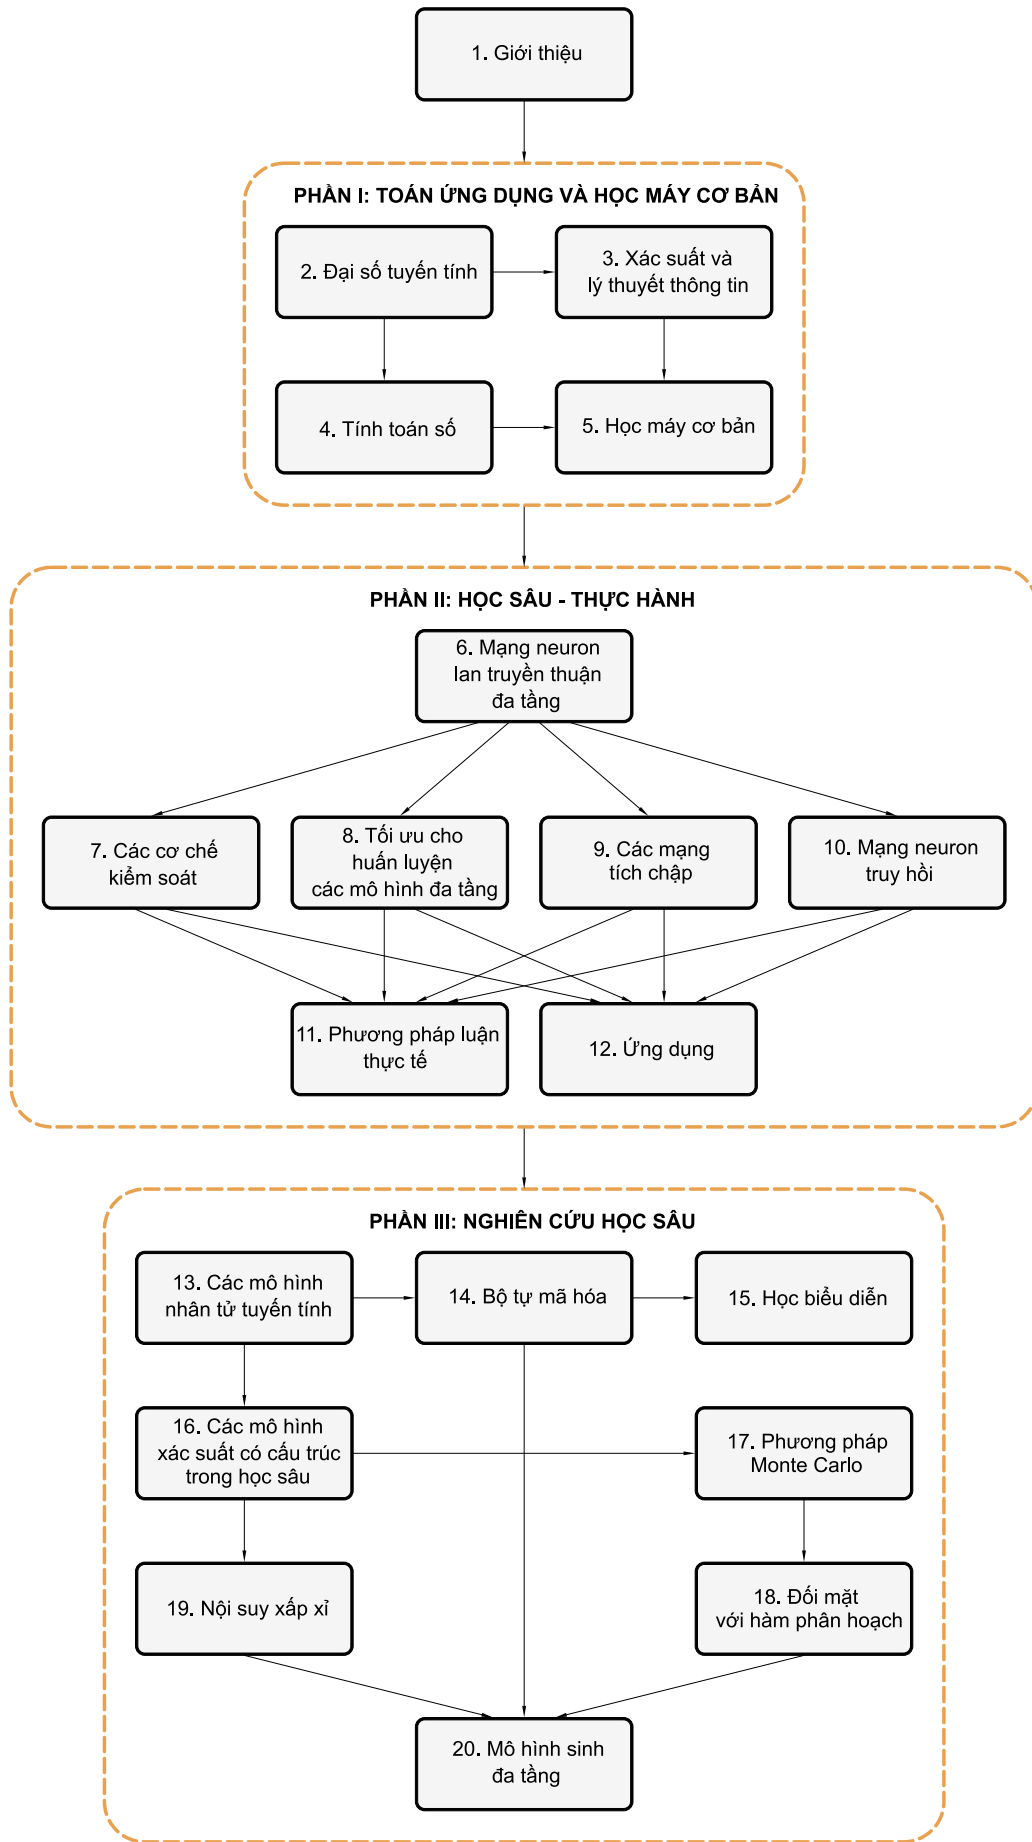 1. Giới thiệu
PHẦN I: TOÁN ỨNG DỤNG VÀ HỌC MÁY CƠ BẢN
2. Đại số tuyến tính
3. Xác suất và
lý thuyết thông tin
4. Tính toán số
5. Học máy cơ bản
PHẦN II: HỌC SÂU - THỰC HÀNH
6. Mạng neuron
lan truyền thuận
đa tầng
7. Các cơ chế
kiểm soát
8. Tối ưu cho
huấn luyện
các mô hình đa tầng
9. Các mạng
tích chập
10. Mạng neuron
truy hồi
11. Phương pháp luận
thực tế
12. Ứng dụng
PHẦN III: NGHIÊN CỨU HỌC SÂU
13. Các mô hình
nhân tử tuyến tính
14. Bộ tự mã hóa
15. Học biểu diễn
16. Các mô hình
xác suất có cấu trúc
trong học sâu
17. Phương pháp
Monte Carlo
19. Nội suy xấp xỉ
18. Đối mặt
với hàm phân hoạch
20. Mô hình sinh
đa tầng